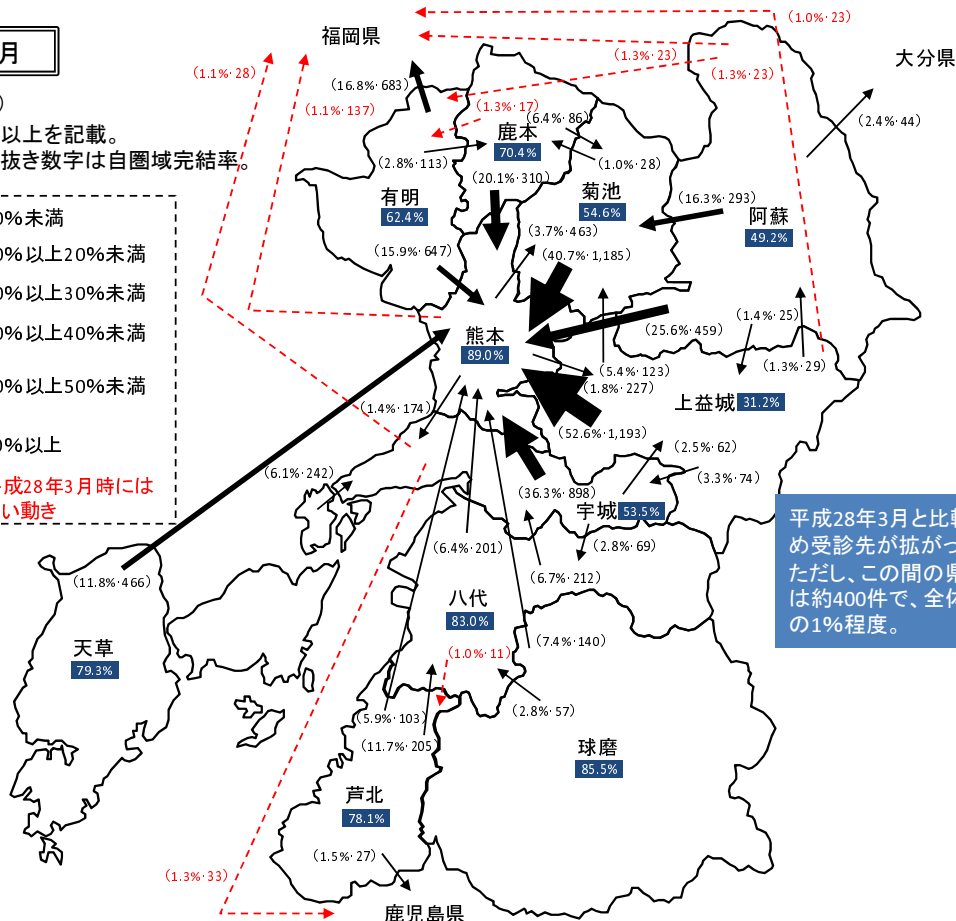 月
)
以上を記載。
抜き数字は自圏域完結率。
0%未満
0%以上20%未満
0%以上30%未満
0%以上40%未満
0%以上50%未満
0%以上
成28年3月時には
い動き
福岡県
(1.0%·23)
大分県
(1.1%·28)
(1.3%·23)
(1.3%·23)
(16.8%·683)
(1.1%·137)
(1.3%·17)
(6.4%·86)
(2.4%·44)
鹿本
70.4%
(2.8%·113)
(1.0%·28)
(20.1%·310)
有明
62.4%
菊池
54.6%
(16.3%·293)
阿蘇
49.2%
(3.7%·463)
(15.9%·647)
(40.7%·1,185)
熊本
89.0%
(25.6%·459)
(1.4%·25)
(5.4%·123)
(1.3%·29)
(1.8%·227)
上益城 31.2%
(1.4%·174)
(52.6%·1,193)
(2.5%·62)
(6.1%·242)
(3.3%·74)
(36.3%·898)
宇城 53.5%
平成28年3月と比較
め受診先が拡がっ
ただし、この間の県
は約400件で、全体
の1%程度。
(6.4%·201)
(2.8%·69)
(6.7%·212)
(11.8%·466)
八代
83.0%
天草
79.3%
(7.4%·140)
(1.0%·11)
(5.9%·103)
(2.8%·57)
(11.7%·205)
球磨
85.5%
芦北
78.1%
(1.5%·27)
(1.3%·33)
鹿児島県